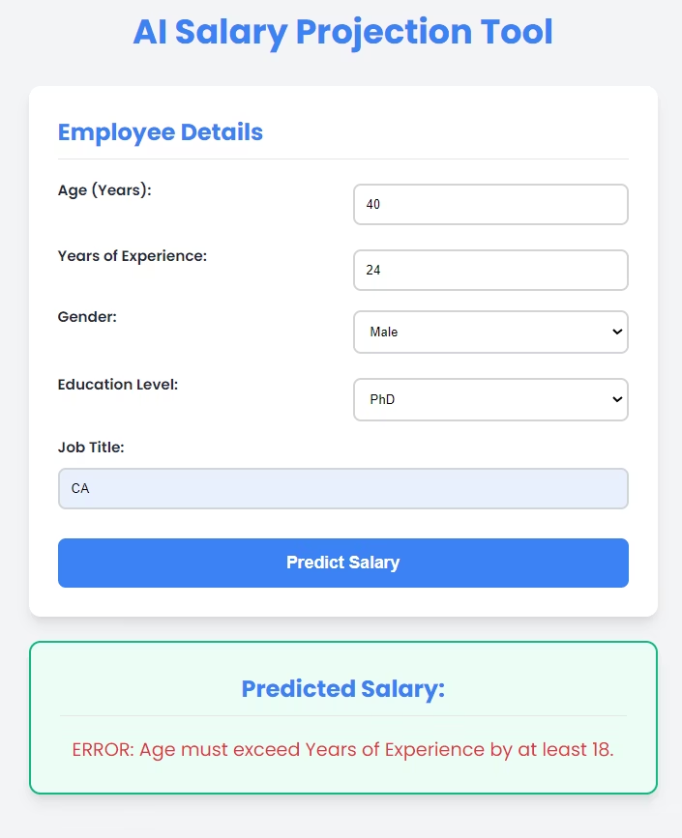 AI Salary Projection Tool
Employee Details
Age (Years):
40
Years of Experience:
24
Gender:
Male
Education Level:
PhD
Job Title:
CA
Predict Salary
Predicted Salary:
ERROR: Age must exceed Years of Experience by at least 18.